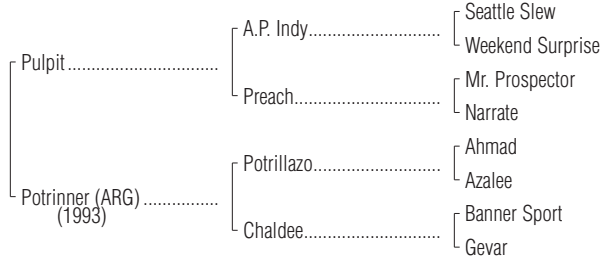 Seattle Slew
A.P. Indy
Weekend Surprise
Pulpit
Mr. Prospector
Preach
Narrate
Ahmad
Potrillazo
Azalee
Potrinner (ARG)
(1993)
Banner Sport
Chaldee
Gevar